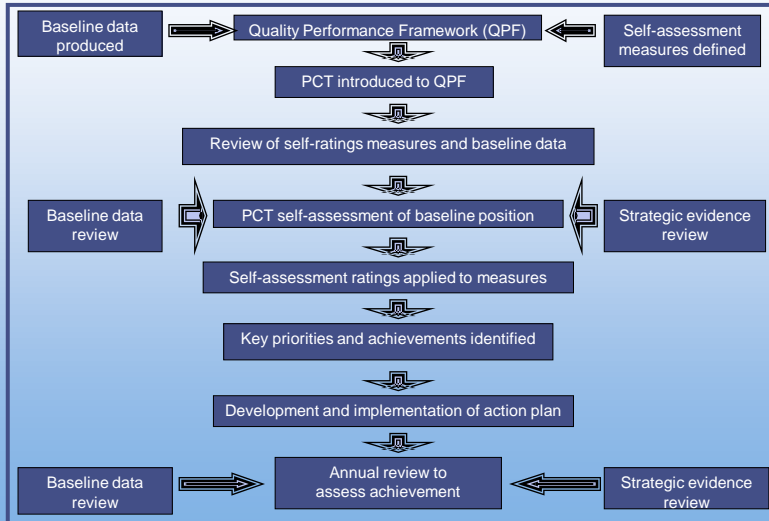 Baseline data
produced
Quality Performance Framework (QPF)
Self-assessment
measures defined
PCT introduced to QPF
Review of self-ratings measures and baseline data
Baseline data
review
PCT self-assessment of baseline position
Strategic evidence
review
Self-assessment ratings applied to measures
Key priorities and achievements identified
Development and implementation of action plan
Baseline data
review
Annual review to
assess achievement
Strategic evidence
review